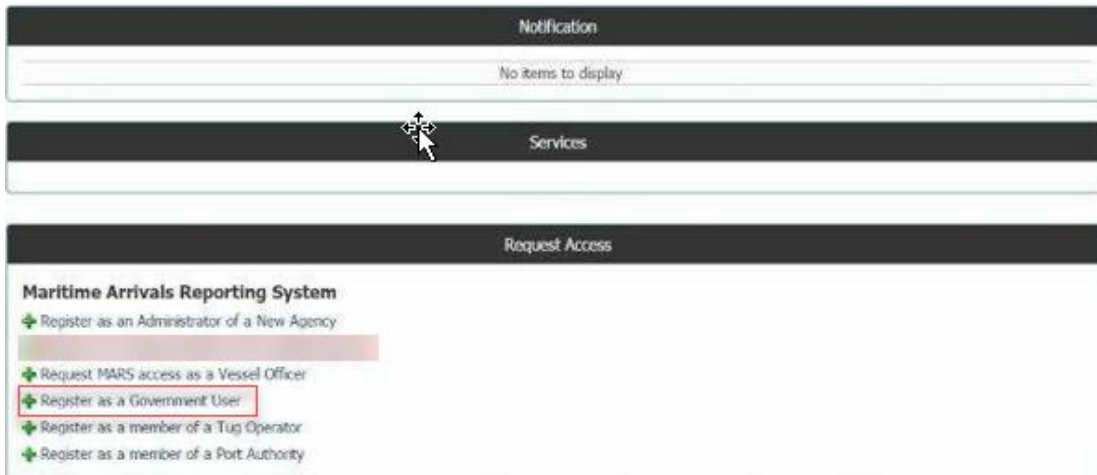 Notification
No items to display
Services
Request Access
Maritime Arrivals Reporting System
Register as an Administrator of a New Agency
Request MARS access as a Vessel Officer
Register as a Government User
Register as a member of a Tug Operator
Register as a member of a Port Authority